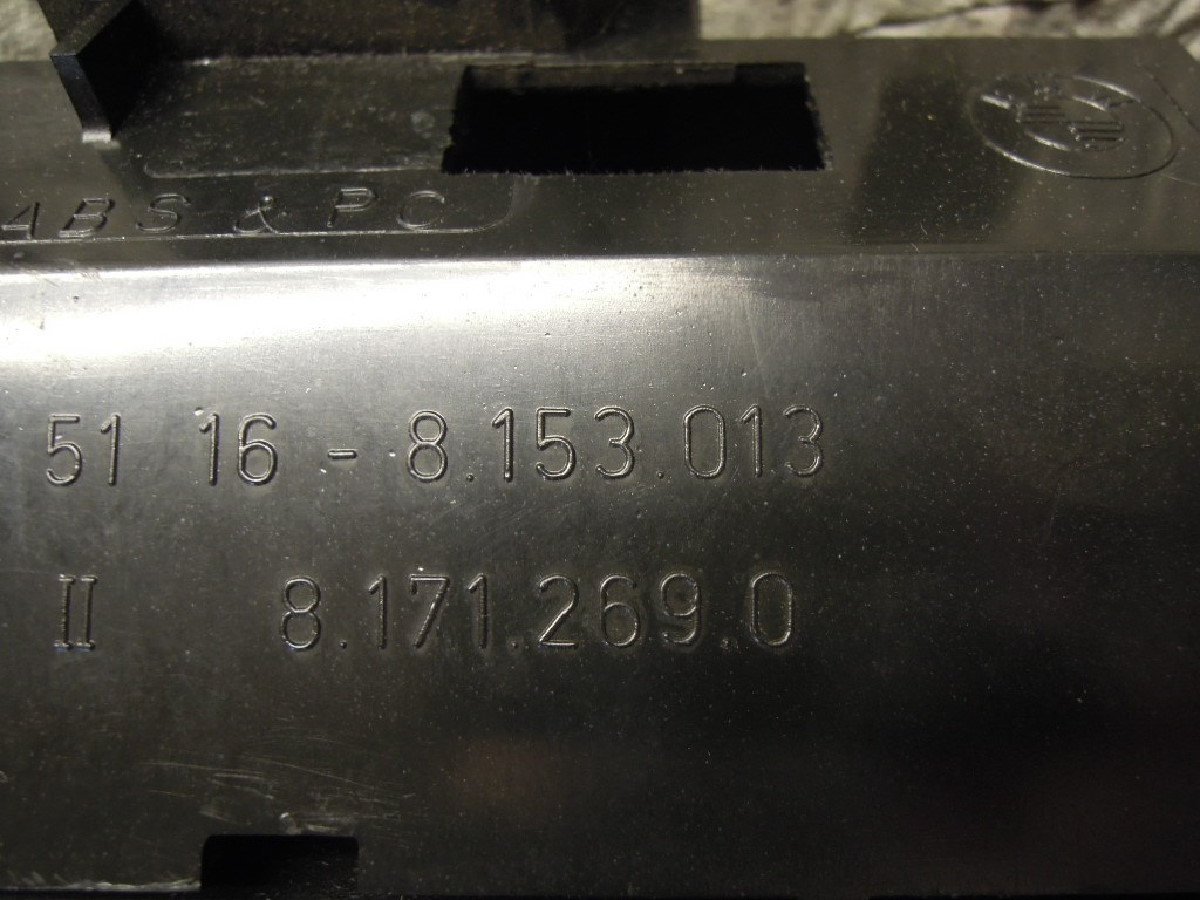 ABS & PC
51 16 - 8.153.013
II 8.171.269.0